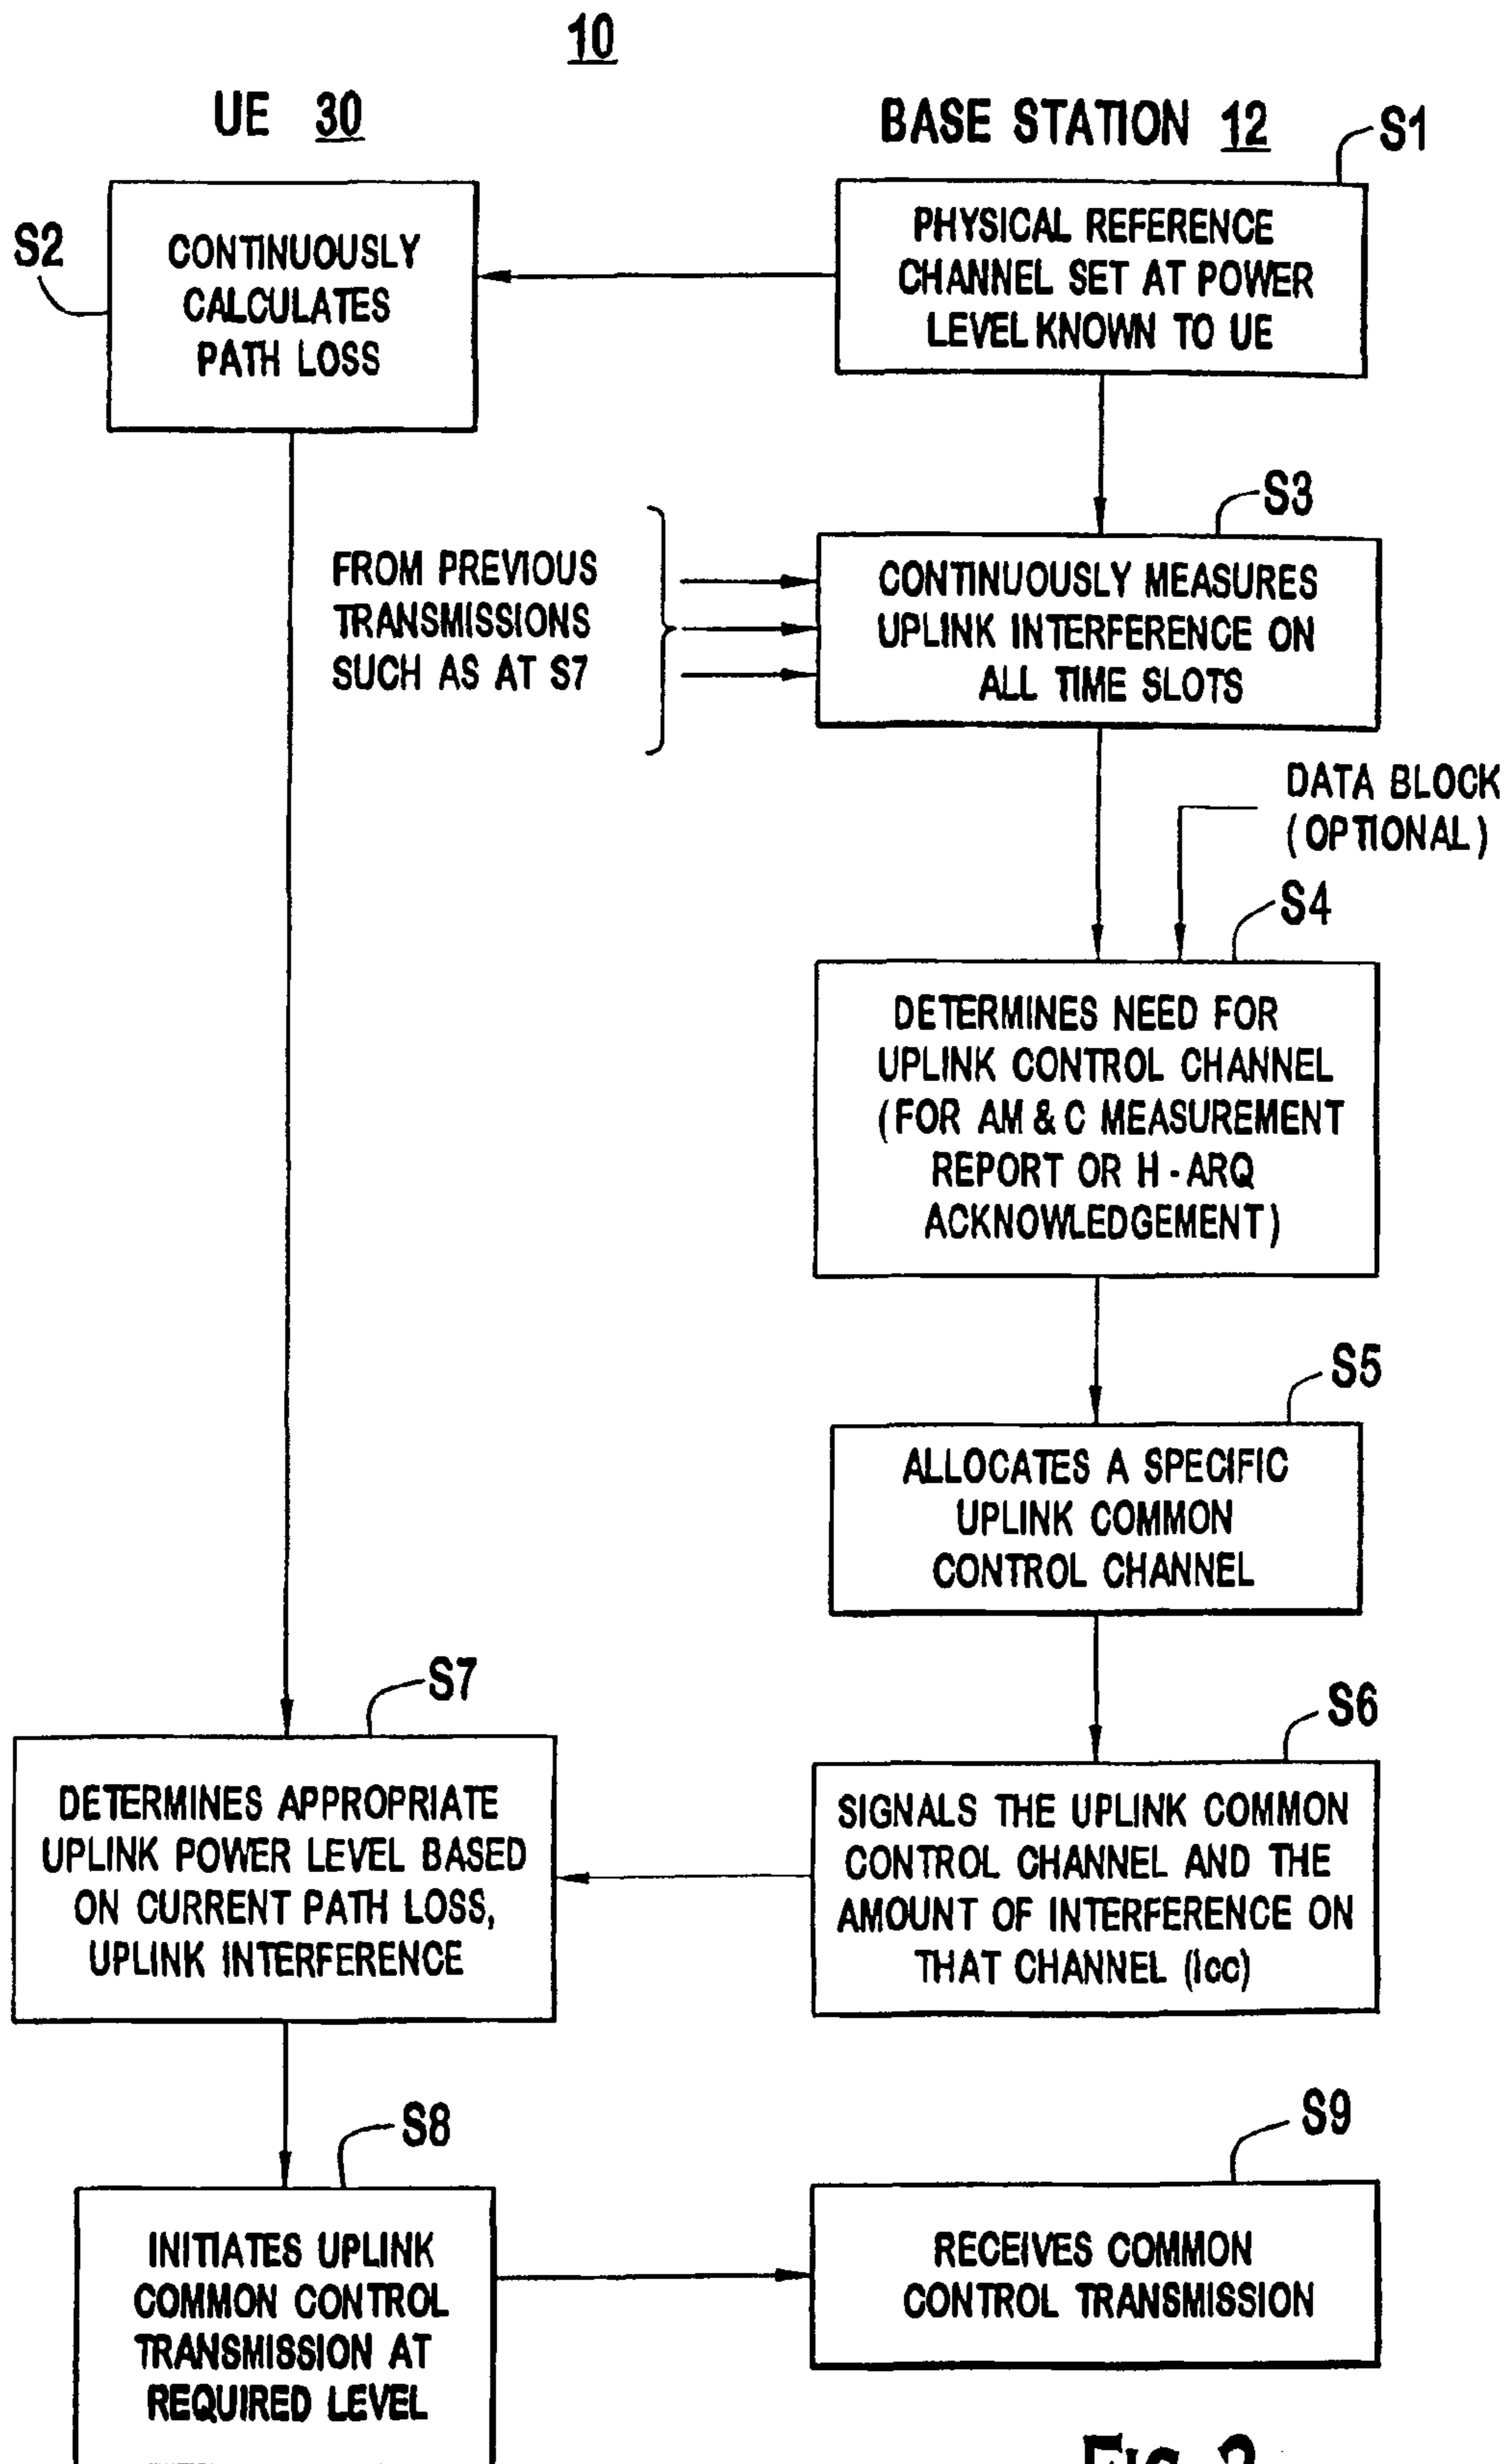 10
UE 30
BASE STATION 12
S1
PHYSICAL REFERENCE
CHANNEL SET AT POWER
LEVEL KNOWN TO UE
S2
CONTINUOUSLY
CALCULATES
PATH LOSS
S3
FROM PREVIOUS
TRANSMISSIONS
SUCH AS AT S7
CONTINUOUSLY MEASURES
UPLINK INTERFERENCE ON
ALL TIME SLOTS
DATA BLOCK
(OPTIONAL)
S4
DETERMINES NEED FOR
UPLINK CONTROL CHANNEL
(FOR AM & C MEASUREMENT
REPORT OR H - ARQ
ACKNOWLEDGEMENT)
S5
ALLOCATES A SPECIFIC
UPLINK COMMON
CONTROL CHANNEL
S7
DETERMINES APPROPRIATE
UPLINK POWER LEVEL BASED
ON CURRENT PATH LOSS,
UPLINK INTERFERENCE
S6
SIGNALS THE UPLINK COMMON
CONTROL CHANNEL AND THE
AMOUNT OF INTERFERENCE ON
THAT CHANNEL (Icc)
S8
INITIATES UPLINK
COMMON CONTROL
TRANSMISSION AT
REQUIRED LEVEL
S9
RECEIVES COMMON
CONTROL TRANSMISSION